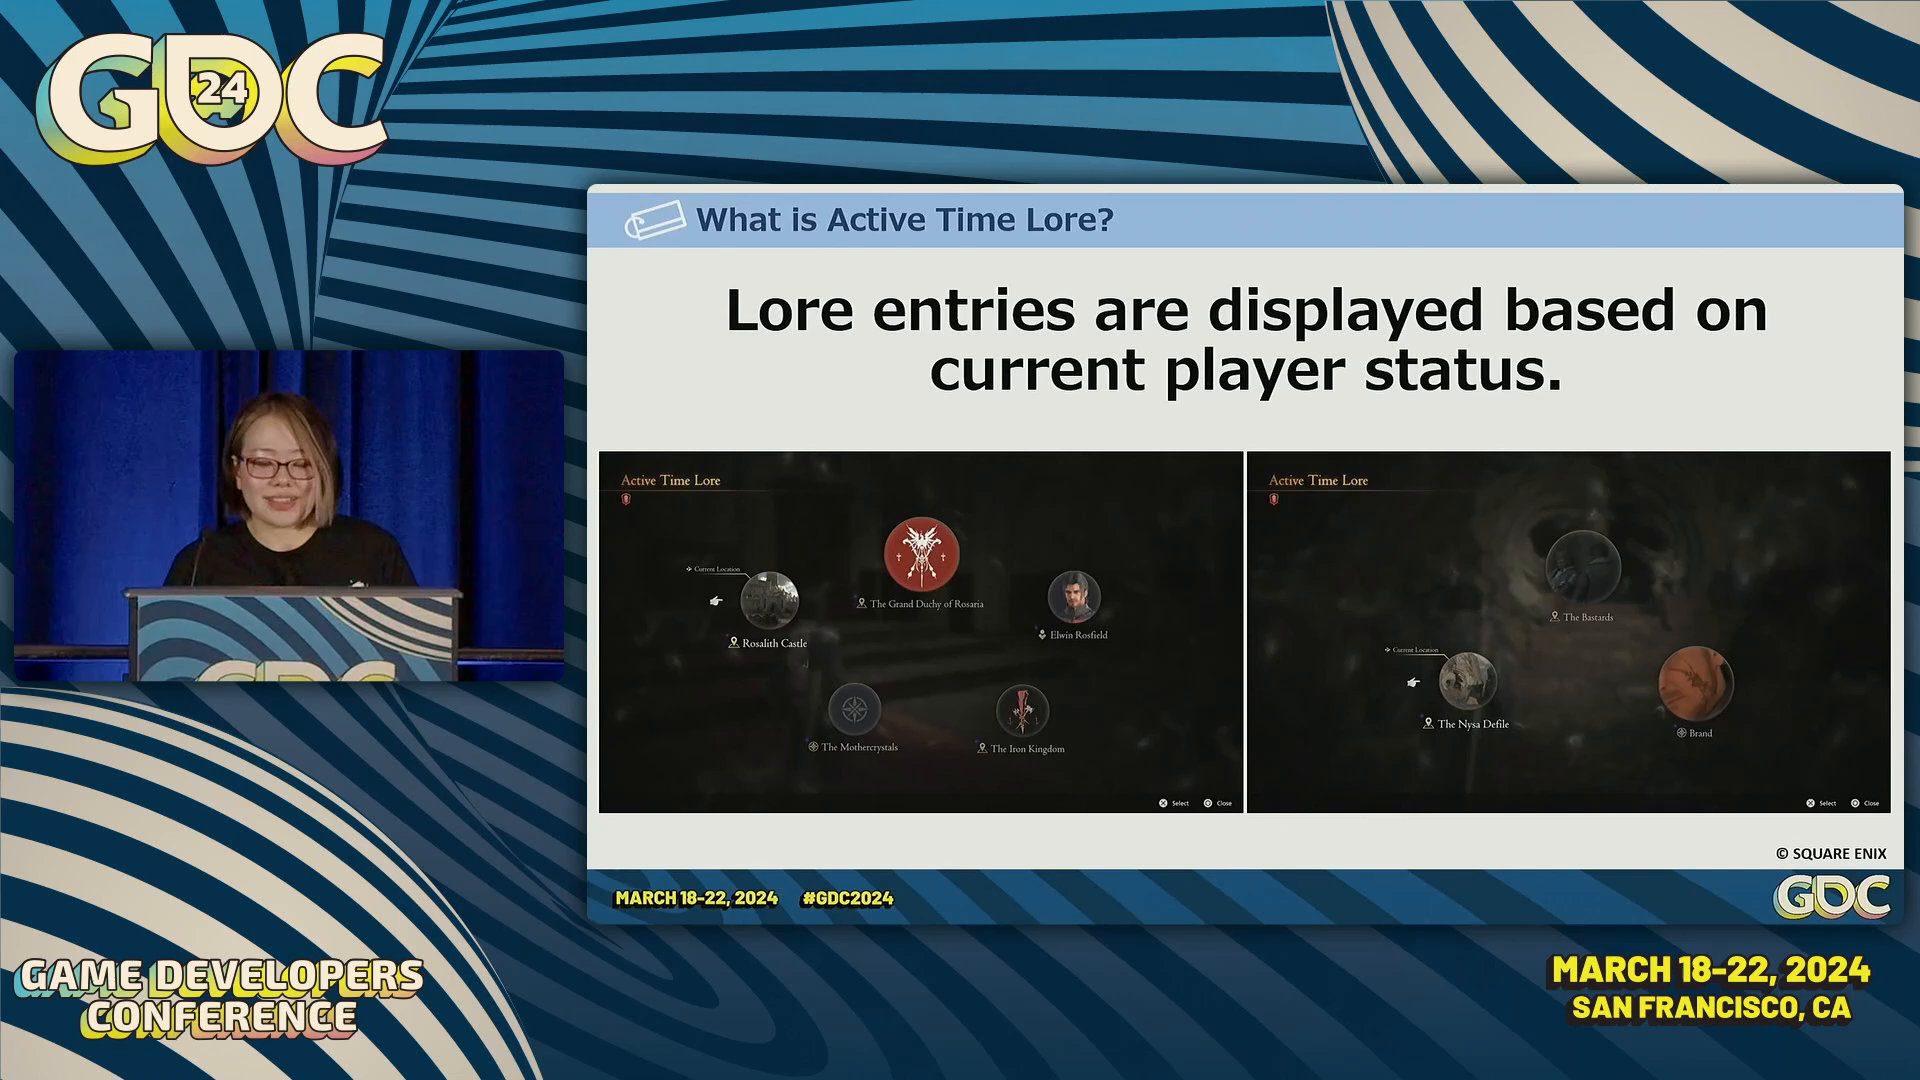 GDC
24
What is Active Time Lore?
Lore entries are displayed based on
current player status.
Active Time Lore
Current Location
Rosalith Castle
The Grand Duchy of Rosaria
Elwin Rosfield
The Mothercrystals
The Iron Kingdom
Select
Close
Active Time Lore
The Bastards
Current Location
The Nysa Defile
Brand
Select
Close
© SQUARE ENIX
MARCH 18-22, 2024 #GDC2024
GDC
GDC
GAME DEVELOPERS
CONFERENCE
MARCH 18-22, 2024
SAN FRANCISCO, CA